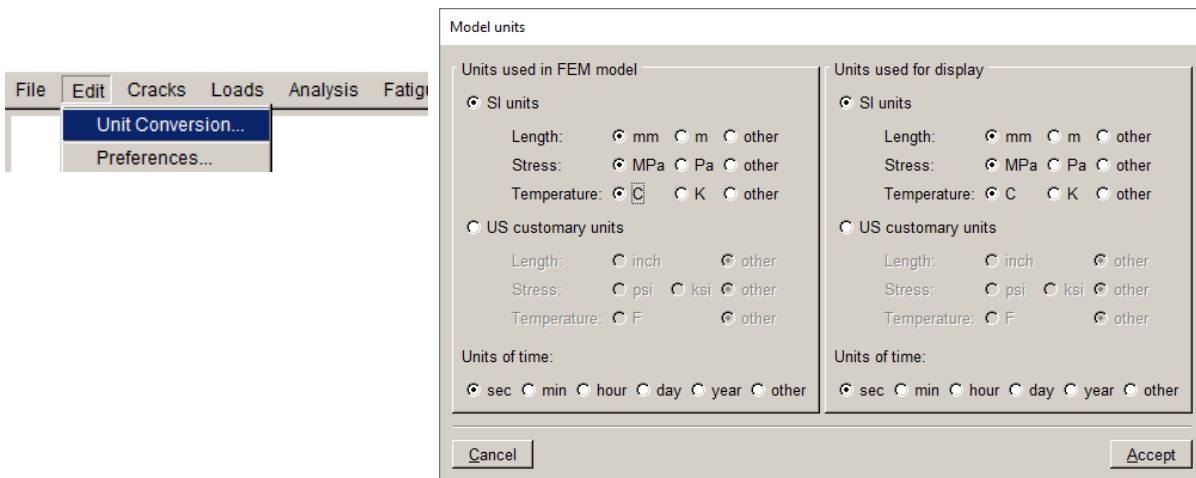 File Edit Cracks Loads Analysis Fatigu
Unit Conversion...
Preferences...
Model units
Units used in FEM model
SI units
Length: mm m other
Stress: MPa Pa other
Temperature: C K other
US customary units
Length: inch other
Stress: psi ksi other
Temperature: F other
Units of time:
sec min hour day year other
Units used for display
SI units
Length: mm m other
Stress: MPa Pa other
Temperature: C K other
US customary units
Length: inch other
Stress: psi ksi other
Temperature: F other
Units of time:
sec min hour day year other
Cancel
Accept